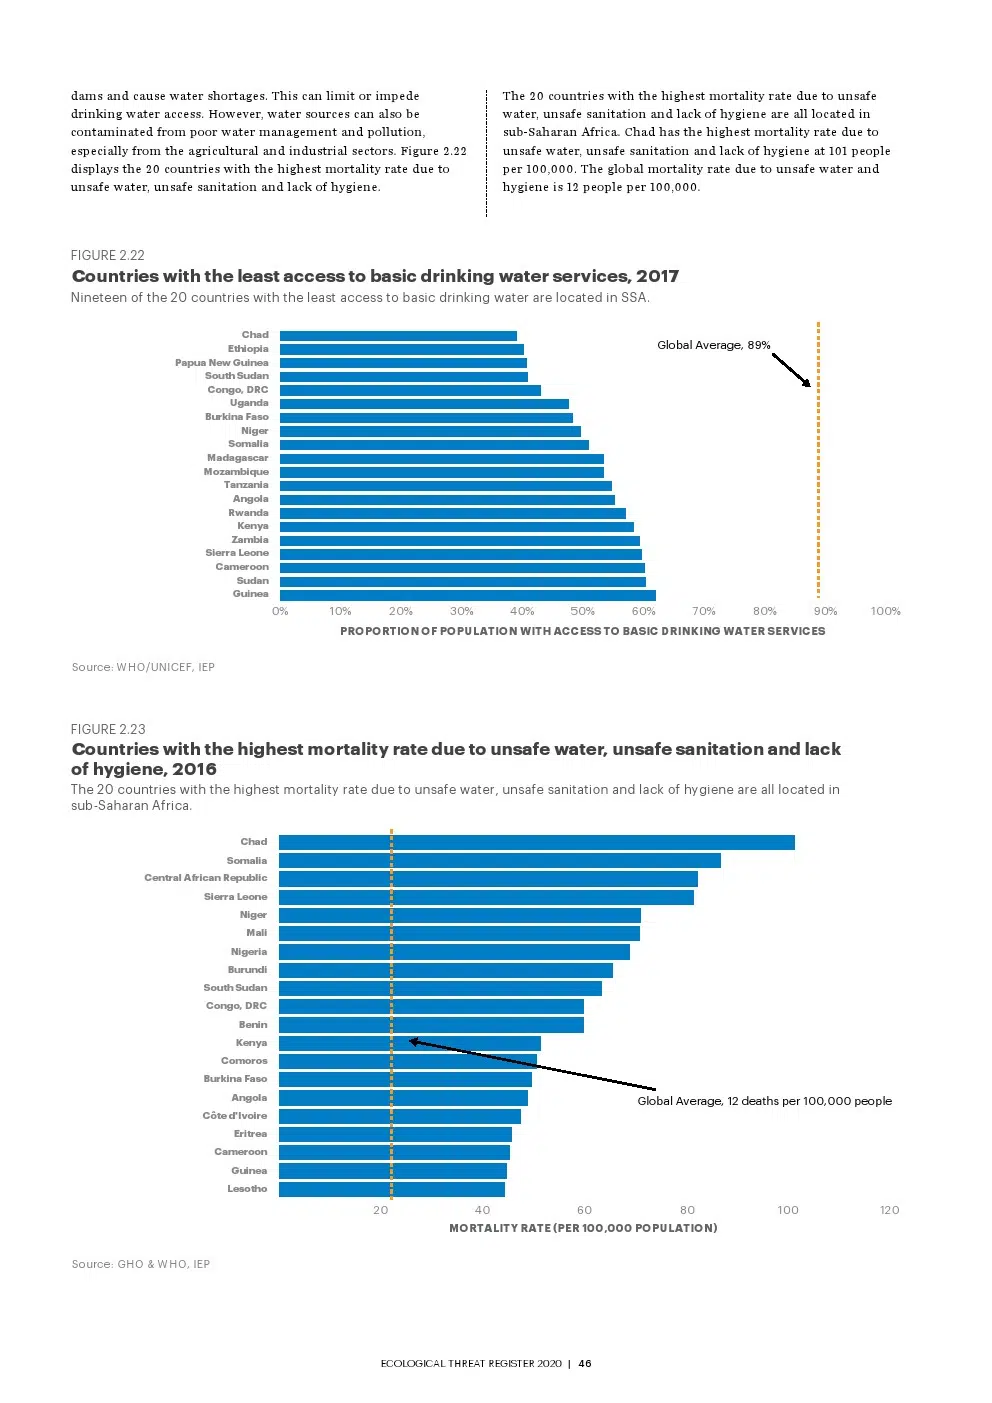 dams and cause water shortages. This can limit or impede
drinking water access. However, water sources can also be
contaminated from poor water management and pollution,
especially from the agricultural and industrial sectors. Figure 2.22
displays the 20 countries with the highest mortality rate due to
unsafe water, unsafe sanitation and lack of hygiene.
The 20 countries with the highest mortality rate due to unsafe
water, unsafe sanitation and lack of hygiene are all located in
sub-Saharan Africa. Chad has the highest mortality rate due to
unsafe water, unsafe sanitation and lack of hygiene at 101 people
per 100,000. The global mortality rate due to unsafe water and
hygiene is 12 people per 100,000.
FIGURE 2.22
Countries with the least access to basic drinking water services, 2017
Nineteen of the 20 countries with the least access to basic drinking water are located in SSA.
Chad
Ethiopia
Papua New Guinea
South Sudan
Congo, DRC
Uganda
Burkina Faso
Niger
Somalia
Madagascar
Mozambique
Tanzania
Angola
Rwanda
Kenya
Zambia
Sierra Leone
Cameroon
Sudan
Guinea
Global Average, 89%
0% 10% 20% 30% 40% 50% 60% 70% 80% 90% 100%
PROPORTION OF POPULATION WITH ACCESS TO BASIC DRINKING WATER SERVICES
Source: WHO/UNICEF, IEP
FIGURE 2.23
Countries with the highest mortality rate due to unsafe water, unsafe sanitation and lack
of hygiene, 2016
The 20 countries with the highest mortality rate due to unsafe water, unsafe sanitation and lack of hygiene are all located in
sub-Saharan Africa.
Chad
Somalia
Central African Republic
Sierra Leone
Niger
Mali
Nigeria
Burundi
South Sudan
Congo, DRC
Benin
Kenya
Comoros
Burkina Faso
Angola
Côte d'Ivoire
Eritrea
Cameroon
Guinea
Lesotho
Global Average, 12 deaths per 100,000 people
20 40 60 80 100 120
MORTALITY RATE (PER 100,000 POPULATION)
Source: GHO & WHO, IEP
ECOLOGICAL THREAT REGISTER 2020 | 46